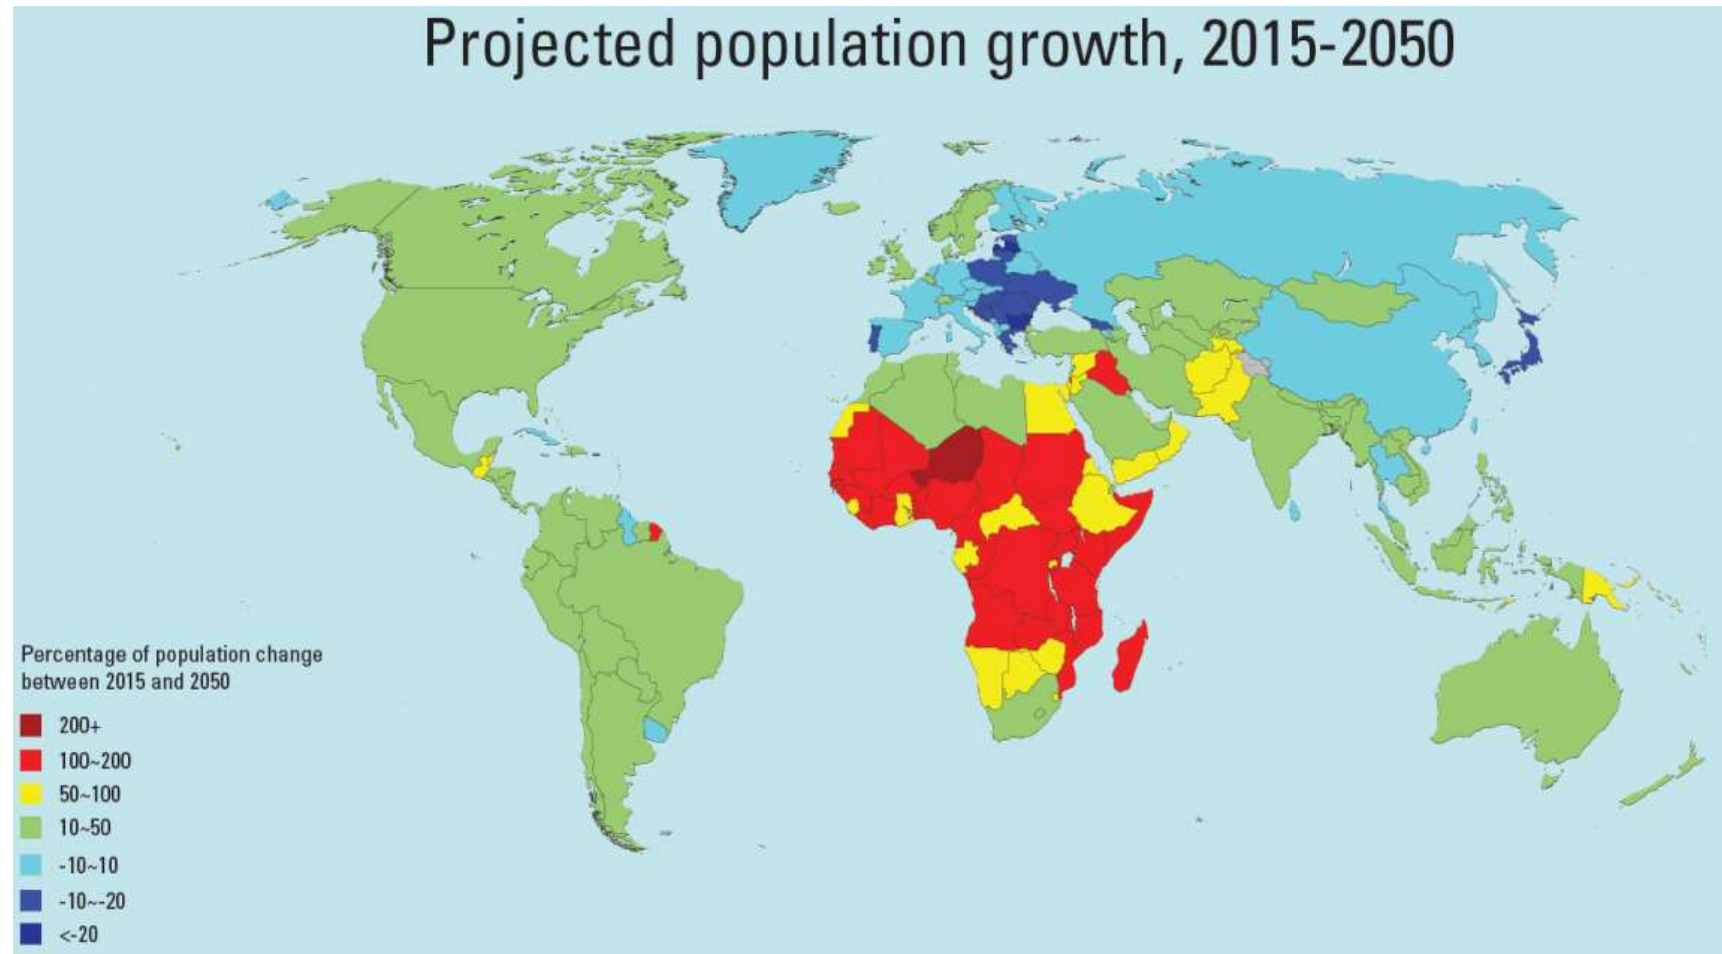 Projected population growth, 2015-2050
Percentage of population change
between 2015 and 2050
200+
100~200
50~100
10~50
-10~10
-10~-20
<-20